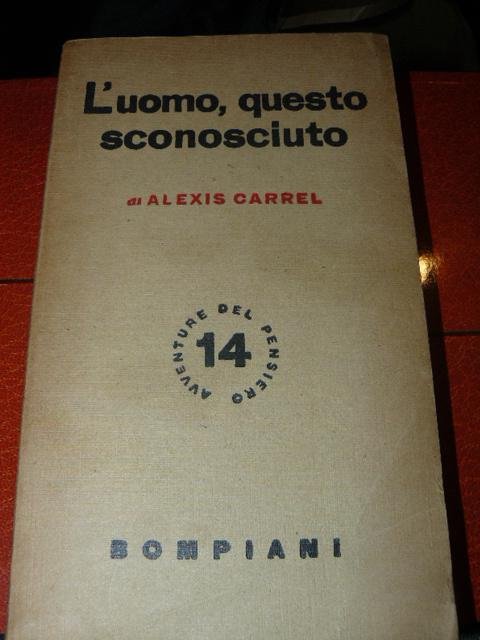 L'uomo, questo
sconosciuto
di ALEXIS CARREL
AVVENTURE DEL PENSIERO
14
BOMPIANI